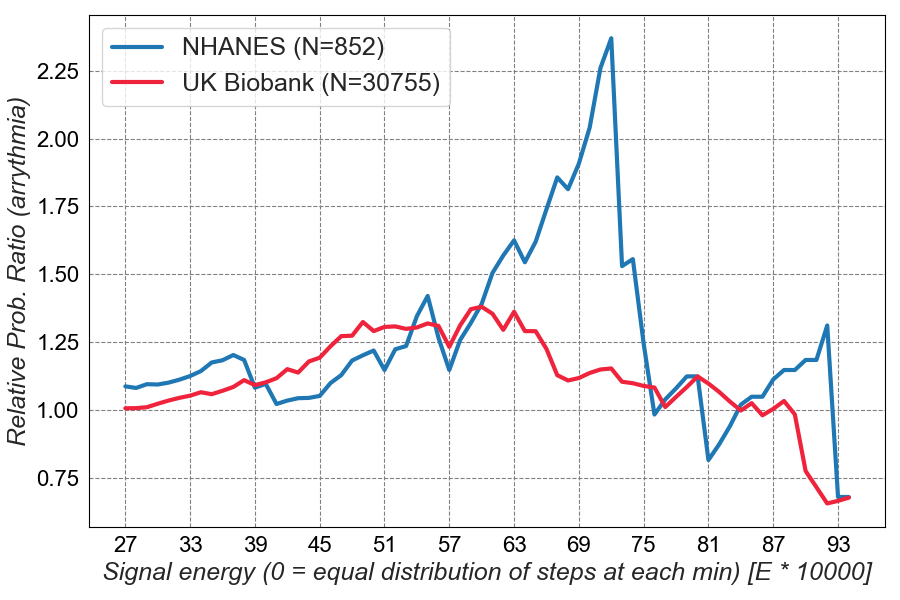 NHANES (N=852)
UK Biobank (N=30755)
Relative Prob. Ratio (arrythmia)
2.25
2.00
1.75
1.50
1.25
1.00
0.75
27 33 39 45 51 57 63 69 75 81 87 93
Signal energy (0 = equal distribution of steps at each min) [E * 10000]